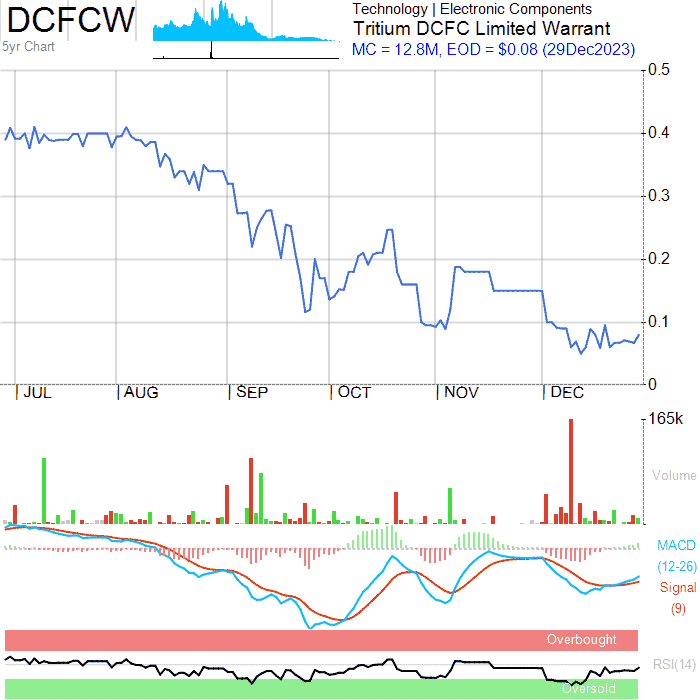 DCFCW
5yr Chart
Technology | Electronic Components
Tritium DCFC Limited Warrant
MC = 12.8M, EOD = $0.08 (29Dec2023)
0.5
0.4
0.3
0.2
0.1
0
JUL AUG SEP OCT NOV DEC
165k
Volume
MACD
(12-26)
Signal
(9)
Overbought
RSI(14)
Oversold